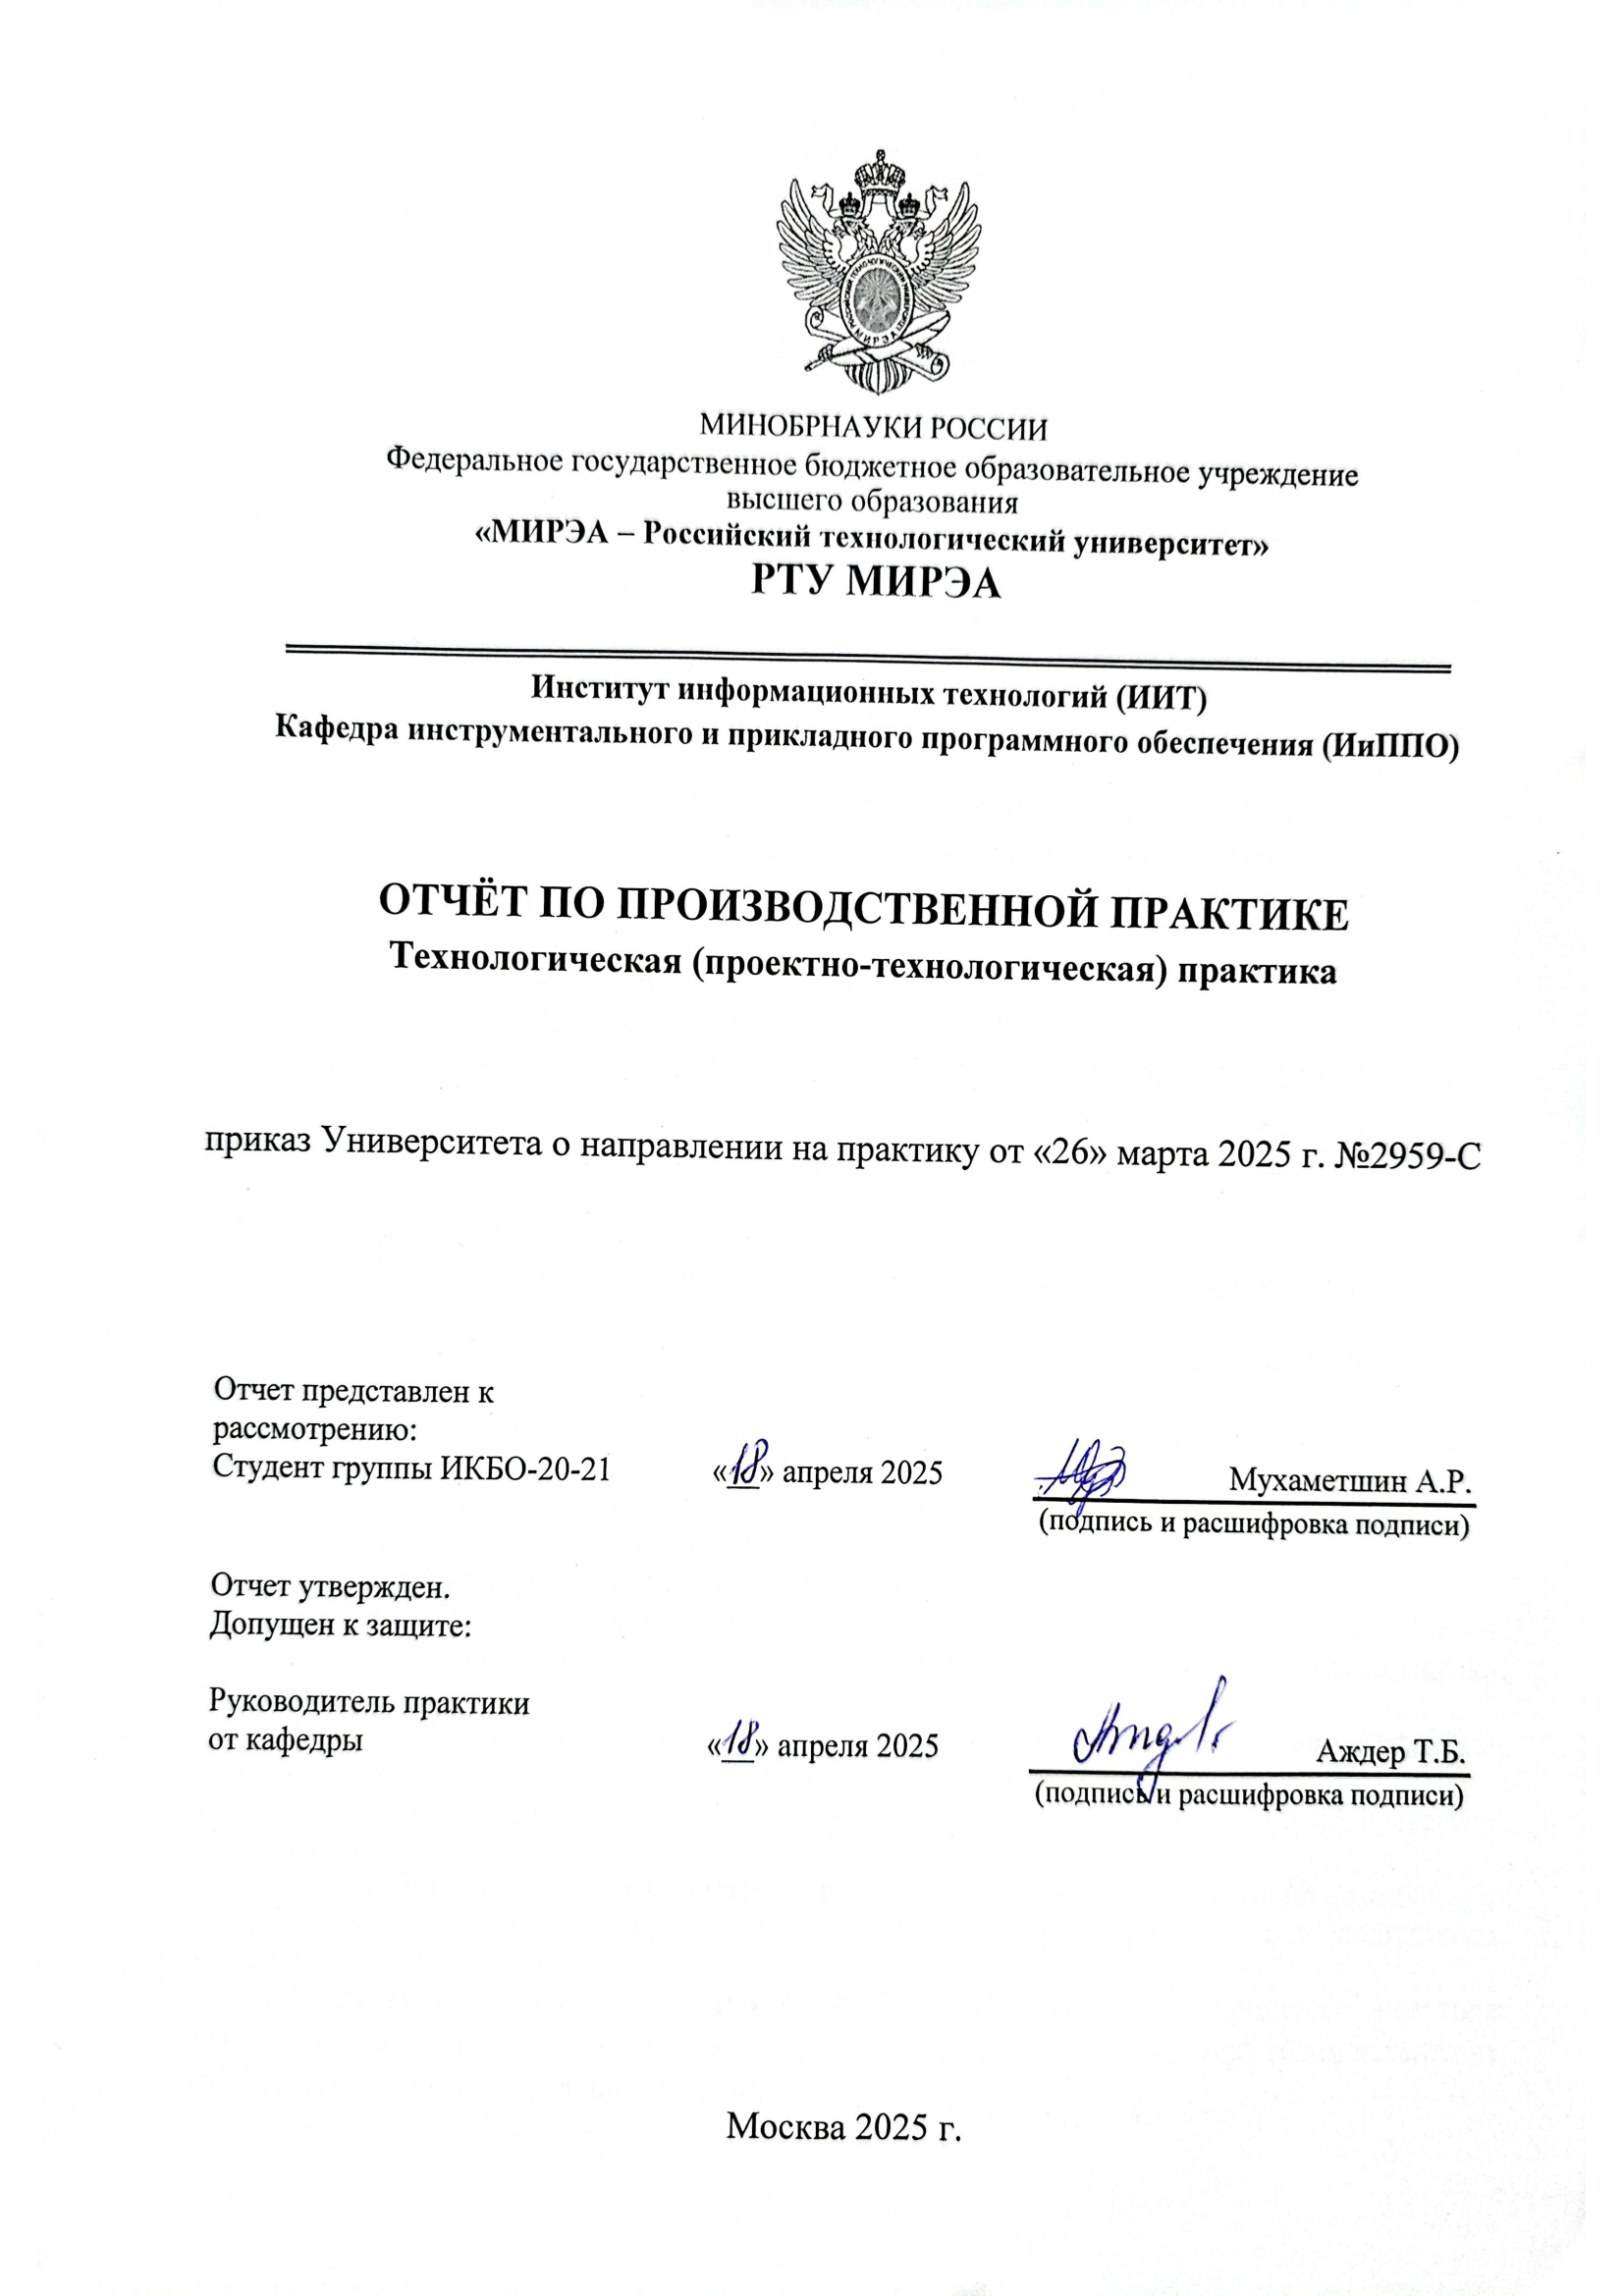 МИНОБРНАУКИ РОССИИ
Федеральное государственное бюджетное образовательное учреждение
высшего образования
«МИРЭА – Российский технологический университет»
РТУ МИРЭА
Институт информационных технологий (ИИТ)
Кафедра инструментального и прикладного программного обеспечения (ИиППО)
ОТЧЁТ ПО ПРОИЗВОДСТВЕННОЙ ПРАКТИКЕ
Технологическая (проектно-технологическая) практика
приказ Университета о направлении на практику от «26» марта 2025 г. №2959-С
Отчет представлен к
рассмотрению:
Студент группы ИКБО-20-21 «18» апреля 2025 Мухаметшин А.Р.
(подпись и расшифровка подписи)
Отчет утвержден.
Допущен к защите:
Руководитель практики
от кафедры «18» апреля 2025 Аждер Т.Б.
(подпись и расшифровка подписи)
Москва 2025 г.